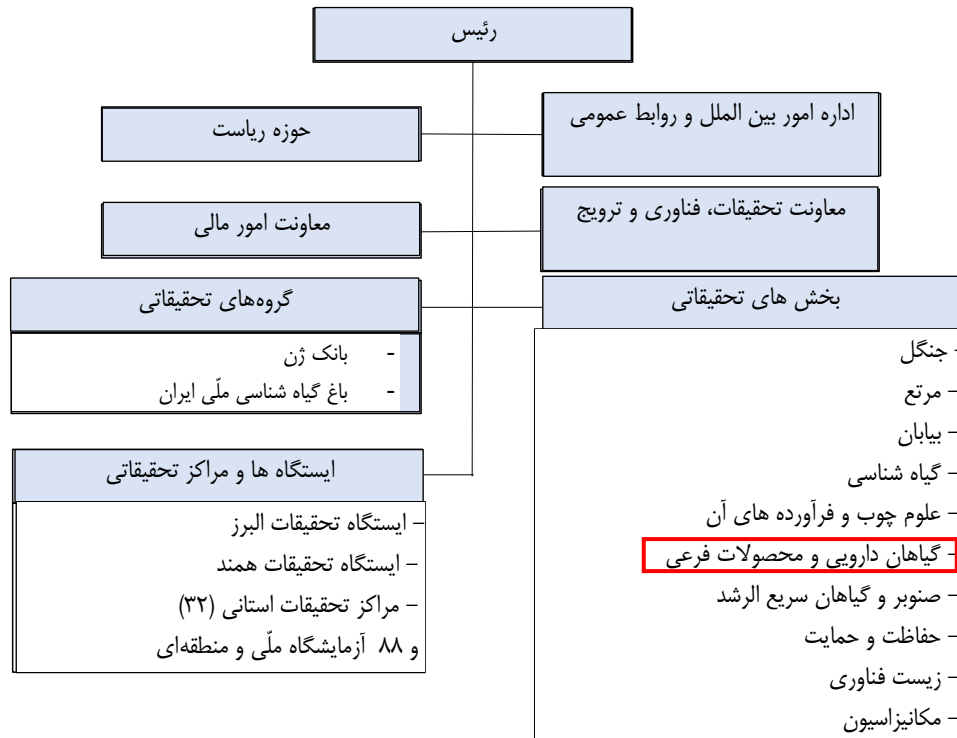 رئیس
اداره امور بین الملل و روابط عمومی
حوزه ریاست
معاونت تحقیقات، فناوری و ترویج
معاونت امور مالی
بخش های تحقیقاتی
- جنگل
- مرتع
- بیابان
- گیاه شناسی
- علوم چوب و فرآورده های آن
- گیاهان دارویی و محصولات فرعی
- صنوبر و گیاهان سریع الرشد
- حفاظت و حمایت
- زیست فناوری
- مکانیزاسیون
گروه‌های تحقیقاتی
- بانک ژن
- باغ گیاه شناسی ملّی ایران
ایستگاه ها و مراکز تحقیقاتی
- ایستگاه تحقیقات البرز
- ایستگاه تحقیقات همند
- مراکز تحقیقات استانی (۳۲)
و ۸۸ آزمایشگاه ملّی و منطقه‌ای